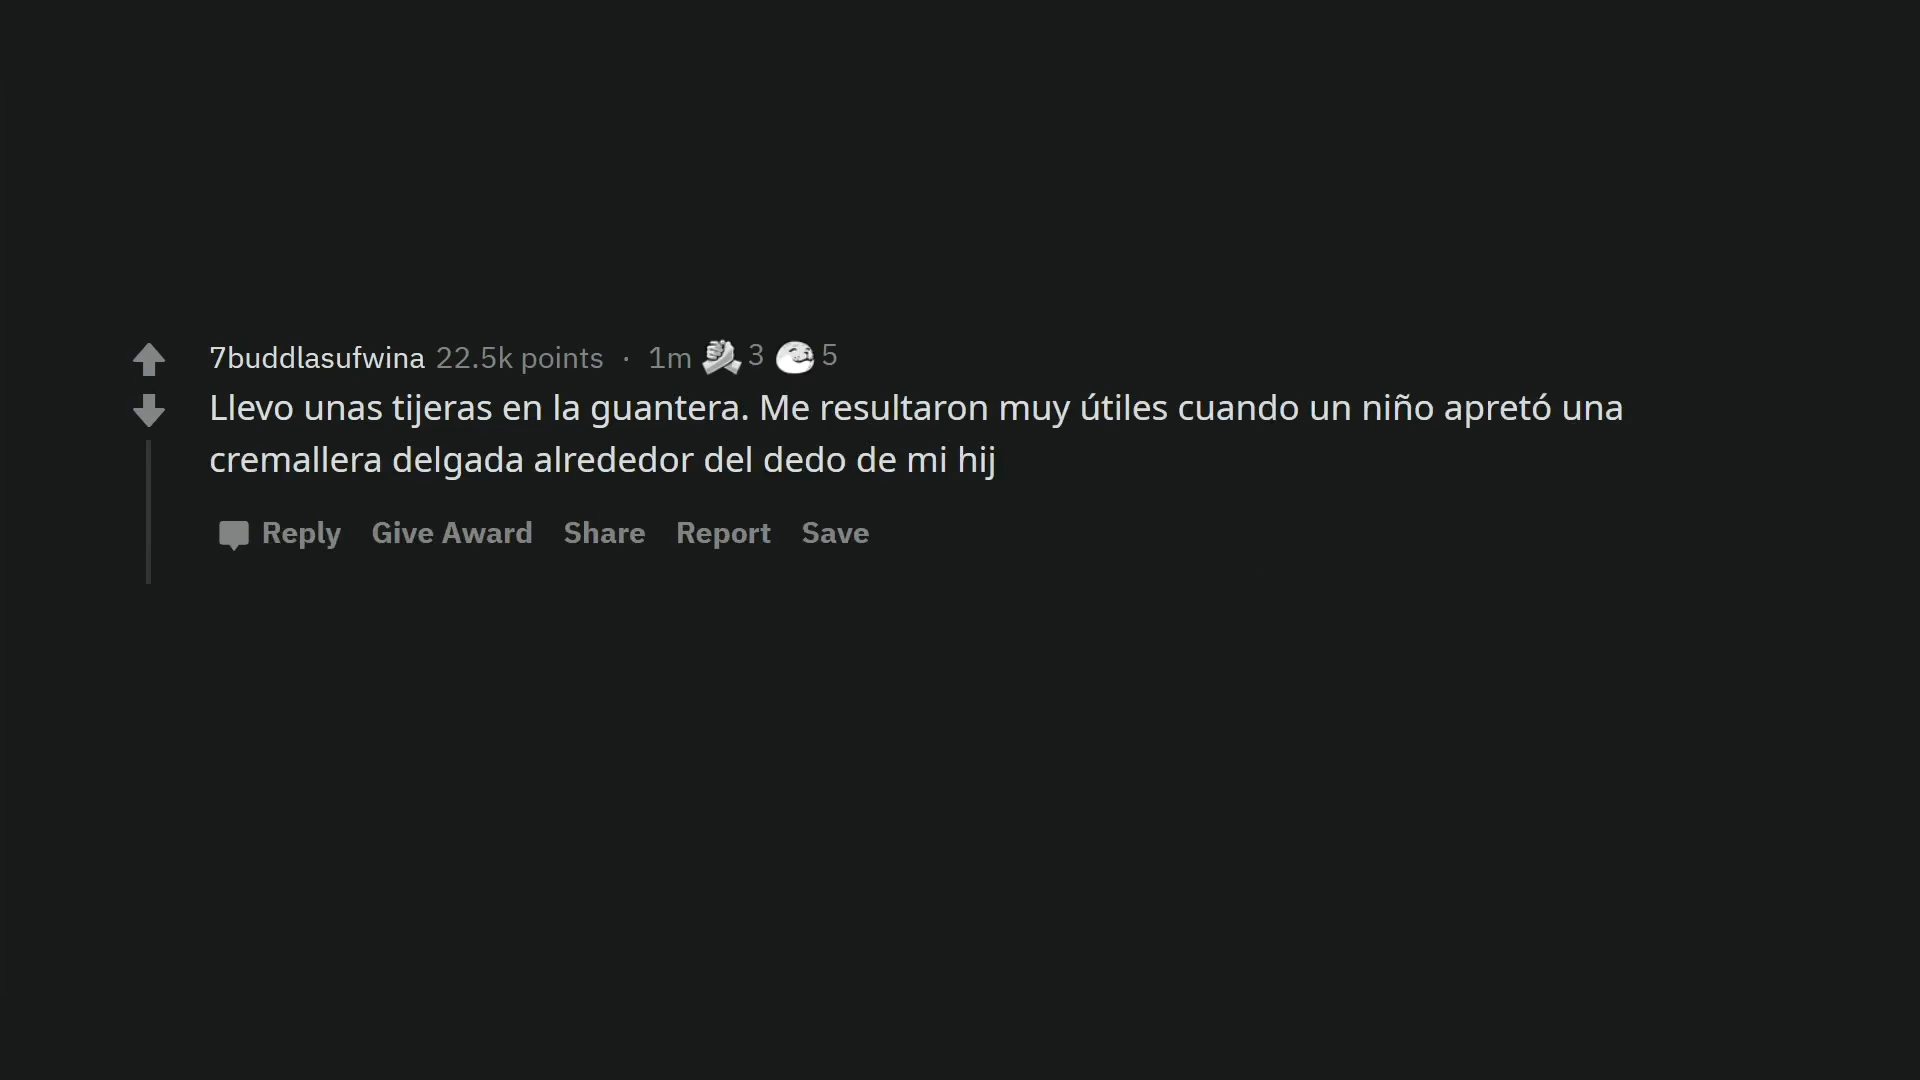 7buddlasufwina 22.5k points · 1m 3 5
Llevo unas tijeras en la guantera. Me resultaron muy útiles cuando un niño apretó una
cremallera delgada alrededor del dedo de mi hij
Reply Give Award Share Report Save